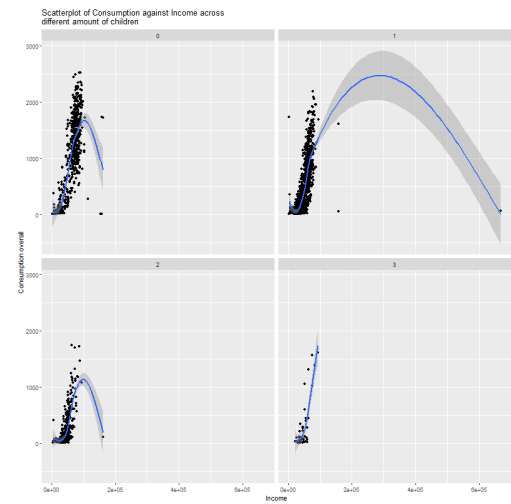 Scatterplot of Consumption against Income across
different amount of children
0 1
3000
2000
1000
0
2 3
3000
2000
1000
0
Consumption overall
0e+00 2e+05 4e+05 6e+05 0e+00 2e+05 4e+05 6e+05
Income